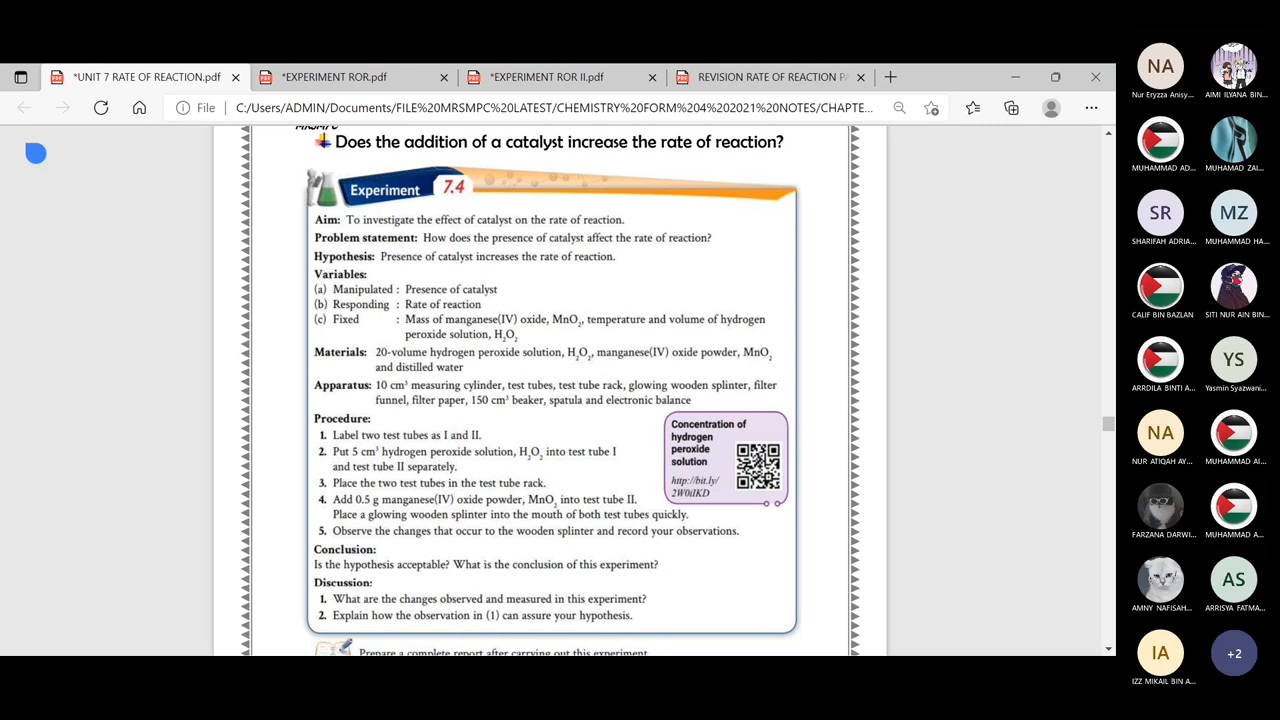 *UNIT 7 RATE OF REACTION.pdf
*EXPERIMENT ROR.pdf
*EXPERIMENT ROR II.pdf
REVISION RATE OF REACTION P
File
C:/Users/ADMIN/Documents/FILE%20MRSMPC%20LATEST/CHEMISTRY%20FORM%204%202021%20NOTES/CHAPTE...
Does the addition of a catalyst increase the rate of reaction?
Experiment 7.4
Aim: To investigate the effect of catalyst on the rate of reaction.
Problem statement: How does the presence of catalyst affect the rate of reaction?
Hypothesis: Presence of catalyst increases the rate of reaction.
Variables:
(a) Manipulated : Presence of catalyst
(b) Responding : Rate of reaction
(c) Fixed : Mass of manganese(IV) oxide, MnO₂, temperature and volume of hydrogen
peroxide solution, H₂O₂
Materials: 20-volume hydrogen peroxide solution, H₂O₂, manganese(IV) oxide powder, MnO₂
and distilled water
Apparatus: 10 cm³ measuring cylinder, test tubes, test tube rack, glowing wooden splinter, filter
funnel, filter paper, 150 cm³ beaker, spatula and electronic balance
Procedure:
1. Label two test tubes as I and II.
2. Put 5 cm³ hydrogen peroxide solution, H₂O₂ into test tube I
and test tube II separately.
3. Place the two test tubes in the test tube rack.
4. Add 0.5 g manganese(IV) oxide powder, MnO₂ into test tube II.
Place a glowing wooden splinter into the mouth of both test tubes quickly.
5. Observe the changes that occur to the wooden splinter and record your observations.
Concentration of
hydrogen
peroxide
solution
http://bit.ly/
2W0iIKD
Conclusion:
Is the hypothesis acceptable? What is the conclusion of this experiment?
Discussion:
1. What are the changes observed and measured in this experiment?
2. Explain how the observation in (1) can assure your hypothesis.
Prepare a complete report after carrying out this experiment.
NA
Nur Eryzza Anisy...
AIMI ILYANA BIN...
MUHAMMAD AD...
MUHAMAD ZAI...
SR
SHARIFAH ADRIA...
MZ
MUHAMMAD HA...
CALIF BIN BAZLAN
SITI NUR AIN BIN...
ARRDILA BINTI A...
YS
Yasmin Syazwani...
NA
NUR ATIQAH AY...
MUHAMMAD AI...
FARZANA DARWI...
MUHAMMAD A...
AMNY NAFISAH...
AS
ARRISYA FATMA...
IA
IZZ MIKAIL BIN A...
+2